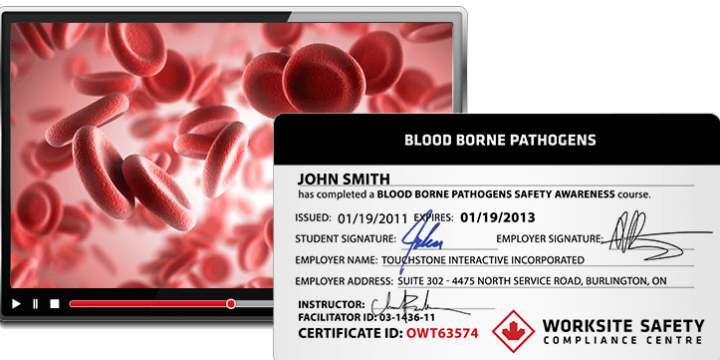 BLOOD BORNE PATHOGENS
JOHN SMITH
has completed a BLOOD BORNE PATHOGENS SAFETY AWARENESS course.
ISSUED: 01/19/2011 EXPIRES: 01/19/2013
STUDENT SIGNATURE: John EMPLOYER SIGNATURE:
EMPLOYER NAME: TOUCHSTONE INTERACTIVE INCORPORATED
EMPLOYER ADDRESS: SUITE 302 - 4475 NORTH SERVICE ROAD, BURLINGTON, ON
INSTRUCTOR:
FACILITATOR ID: 03-1436-11
CERTIFICATE ID: OWT63574
WORKSITE SAFETY
COMPLIANCE CENTRE